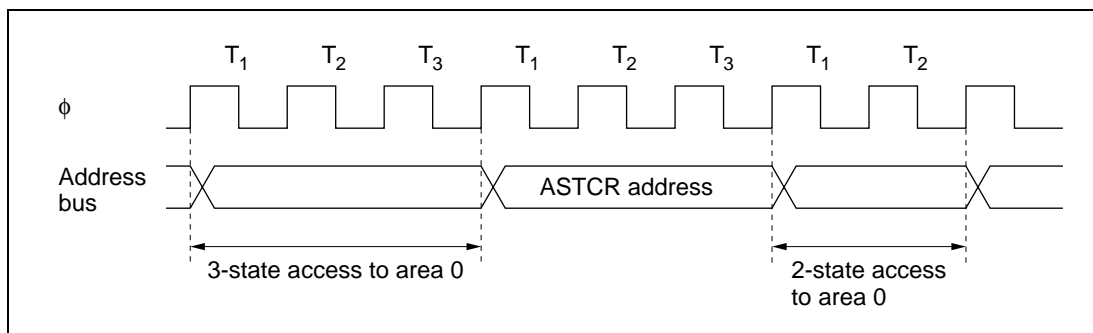 T1 T2 T3 T1 T2 T3 T1 T2
ϕ
Address
bus
ASTCR address
3-state access to area 0
2-state access
to area 0